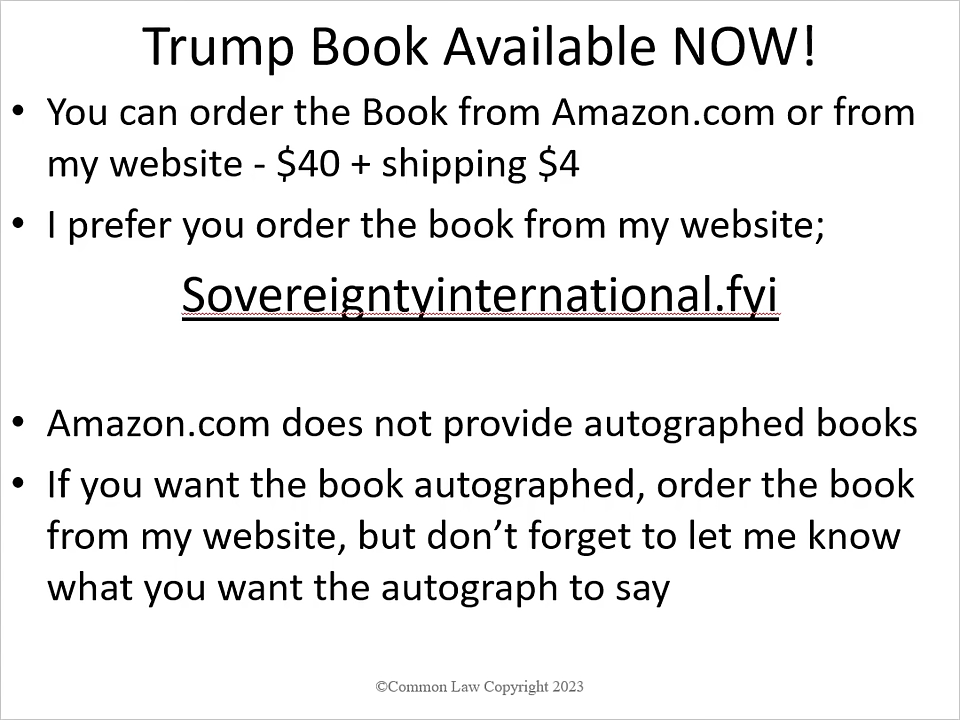 Trump Book Available NOW!
• You can order the Book from Amazon.com or from
my website - $40 + shipping $4
• I prefer you order the book from my website;
Sovereigntyinternational.fyi
• Amazon.com does not provide autographed books
• If you want the book autographed, order the book
from my website, but don’t forget to let me know
what you want the autograph to say
©Common Law Copyright 2023